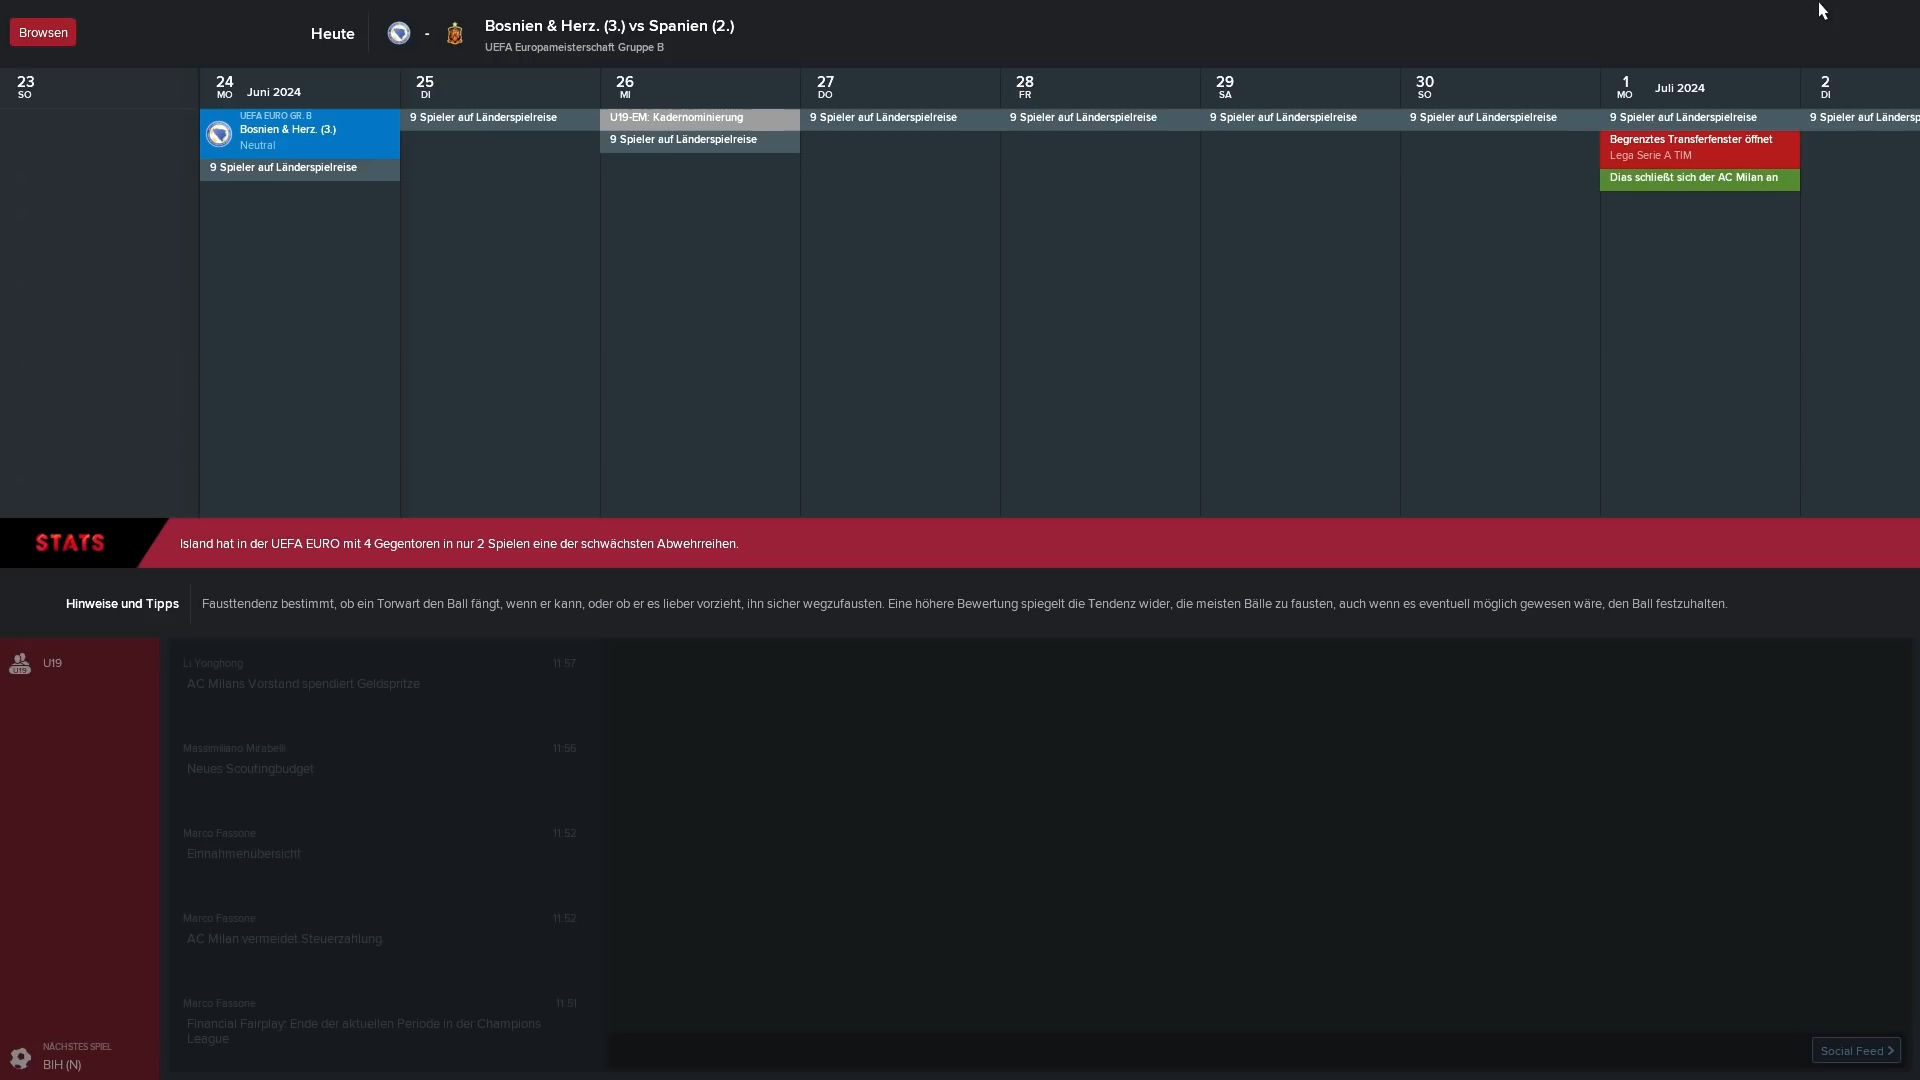 Browsen
Heute
-
Bosnien & Herz. (3.) vs Spanien (2.)
UEFA Europameisterschaft Gruppe B
23
SO
24
MO
Juni 2024
25
DI
26
MI
27
DO
28
FR
29
SA
30
SO
1
MO
Juli 2024
2
DI
UEFA EURO GR. B
Bosnien & Herz. (3.)
Neutral
9 Spieler auf Länderspielreise
9 Spieler auf Länderspielreise
U19-EM: Kadernominierung
9 Spieler auf Länderspielreise
9 Spieler auf Länderspielreise
9 Spieler auf Länderspielreise
9 Spieler auf Länderspielreise
9 Spieler auf Länderspielreise
9 Spieler auf Länderspielreise
Begrenztes Transferfenster öffnet
Lega Serie A TIM
Dias schließt sich der AC Milan an
9 Spieler auf Ländersp
STATS
Island hat in der UEFA EURO mit 4 Gegentoren in nur 2 Spielen eine der schwächsten Abwehrreihen.
Hinweise und Tipps
Fausttendenz bestimmt, ob ein Torwart den Ball fängt, wenn er kann, oder ob er es lieber vorzieht, ihn sicher wegzufausten. Eine höhere Bewertung spiegelt die Tendenz wider, die meisten Bälle zu fausten, auch wenn es eventuell möglich gewesen wäre, den Ball festzuhalten.
U19
U19
Li Yonghong
11:57
AC Milans Vorstand spendiert Geldspritze
Massimiliano Mirabelli
11:56
Neues Scoutingbudget
Marco Fassone
11:52
Einnahmenübersicht
Marco Fassone
11:52
AC Milan vermeidet Steuerzahlung
Marco Fassone
11:51
Financial Fairplay: Ende der aktuellen Periode in der Champions
League
NÄCHSTES SPIEL
BIH (N)
Social Feed